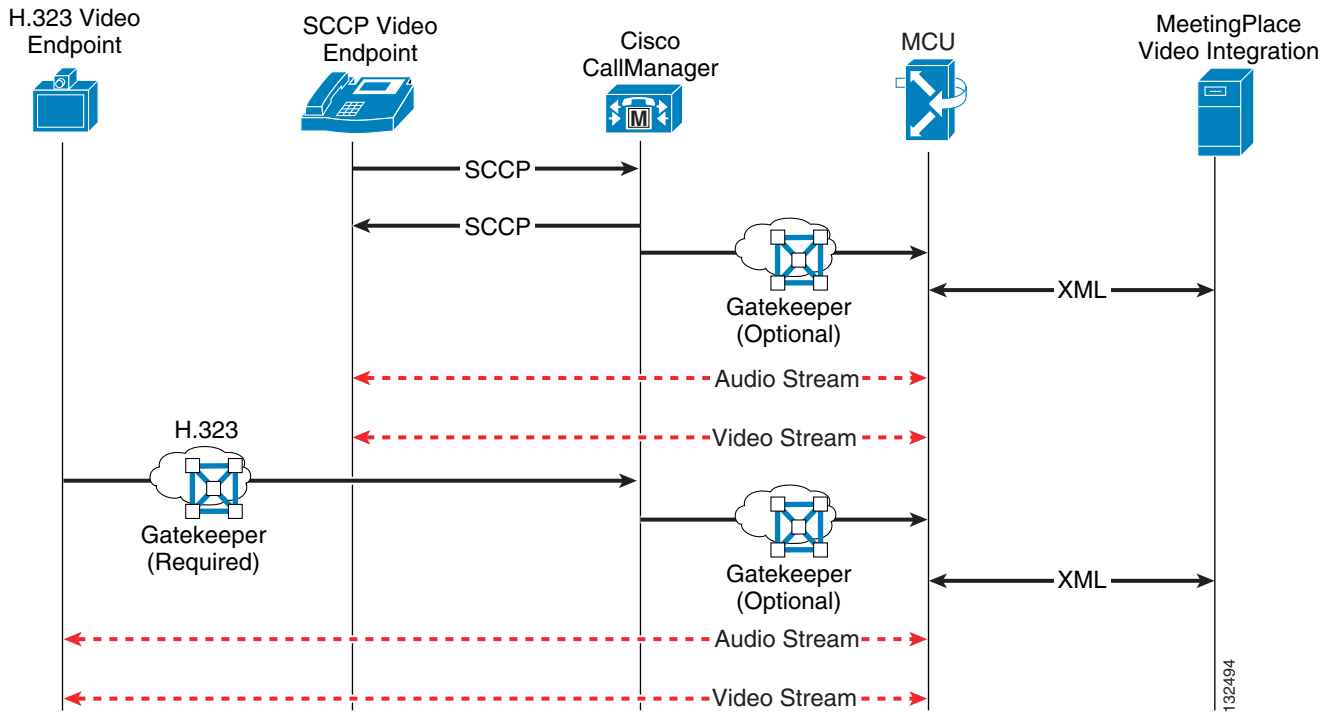 H.323 Video
Endpoint
SCCP Video
Endpoint
Cisco
CallManager
M
MCU
MeetingPlace
Video Integration
SCCP
SCCP
Gatekeeper
(Optional)
XML
Audio Stream
Video Stream
H.323
Gatekeeper
(Required)
Gatekeeper
(Optional)
XML
Audio Stream
Video Stream
132494